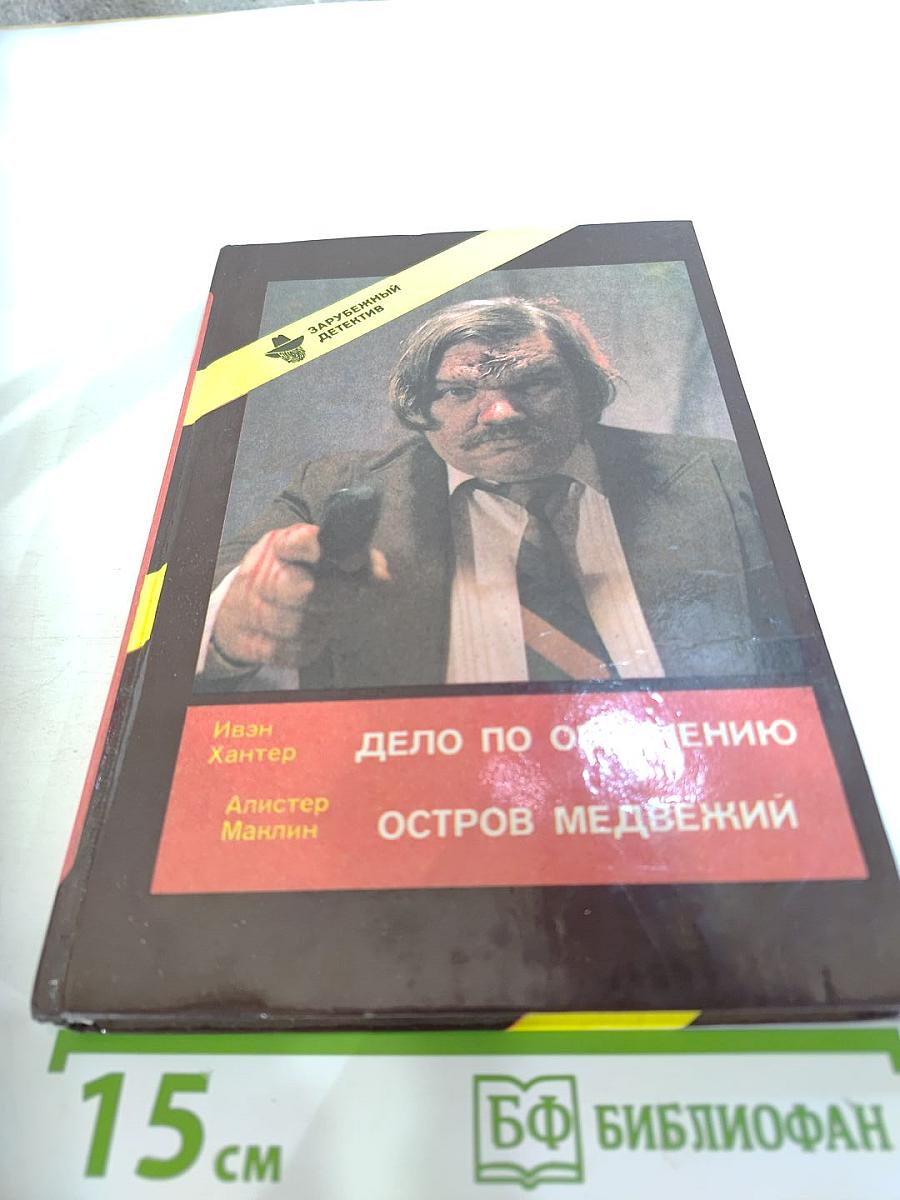 ЗАРУБЕЖНЫЙ
ДЕТЕКТИВ
Ивэн
Хантер
ДЕЛО ПО
Алистер
Маклин
ОСТРОВ МЕДВЕЖИЙ
15 см
БФ БИБЛИОФАН